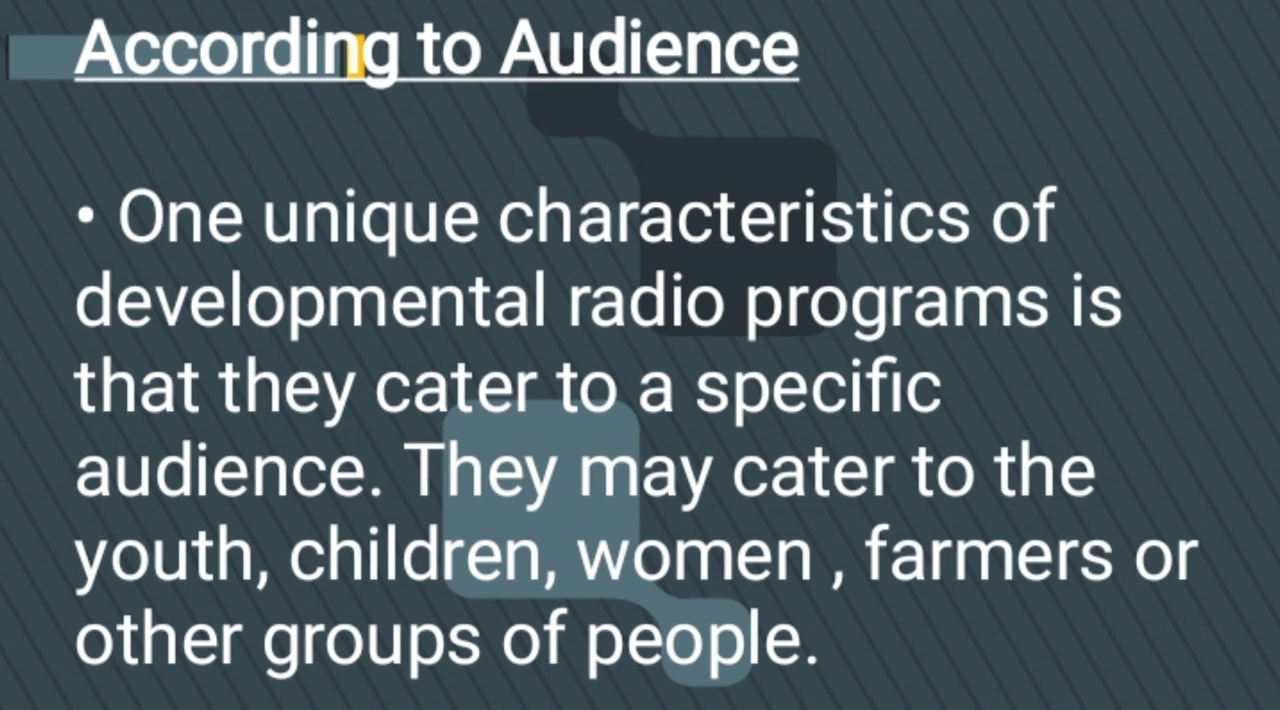 According to Audience
• One unique characteristics of
developmental radio programs is
that they cater to a specific
audience. They may cater to the
youth, children, women , farmers or
other groups of people.